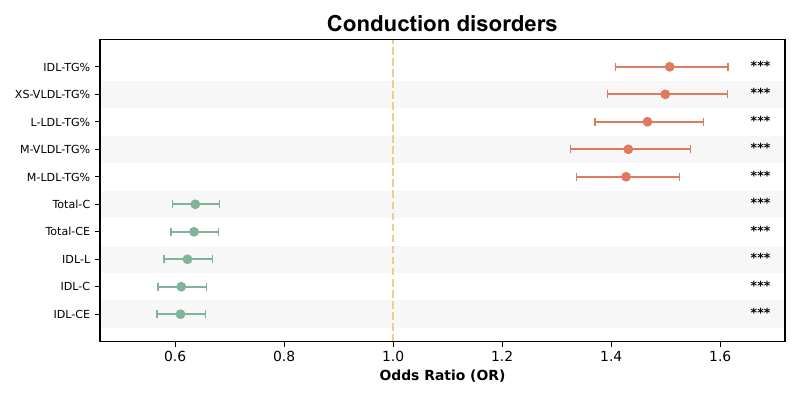 Conduction disorders
IDL-TG% ***
XS-VLDL-TG% ***
L-LDL-TG% ***
M-VLDL-TG% ***
M-LDL-TG% ***
Total-C ***
Total-CE ***
IDL-L ***
IDL-C ***
IDL-CE ***
0.6 0.8 1.0 1.2 1.4 1.6
Odds Ratio (OR)